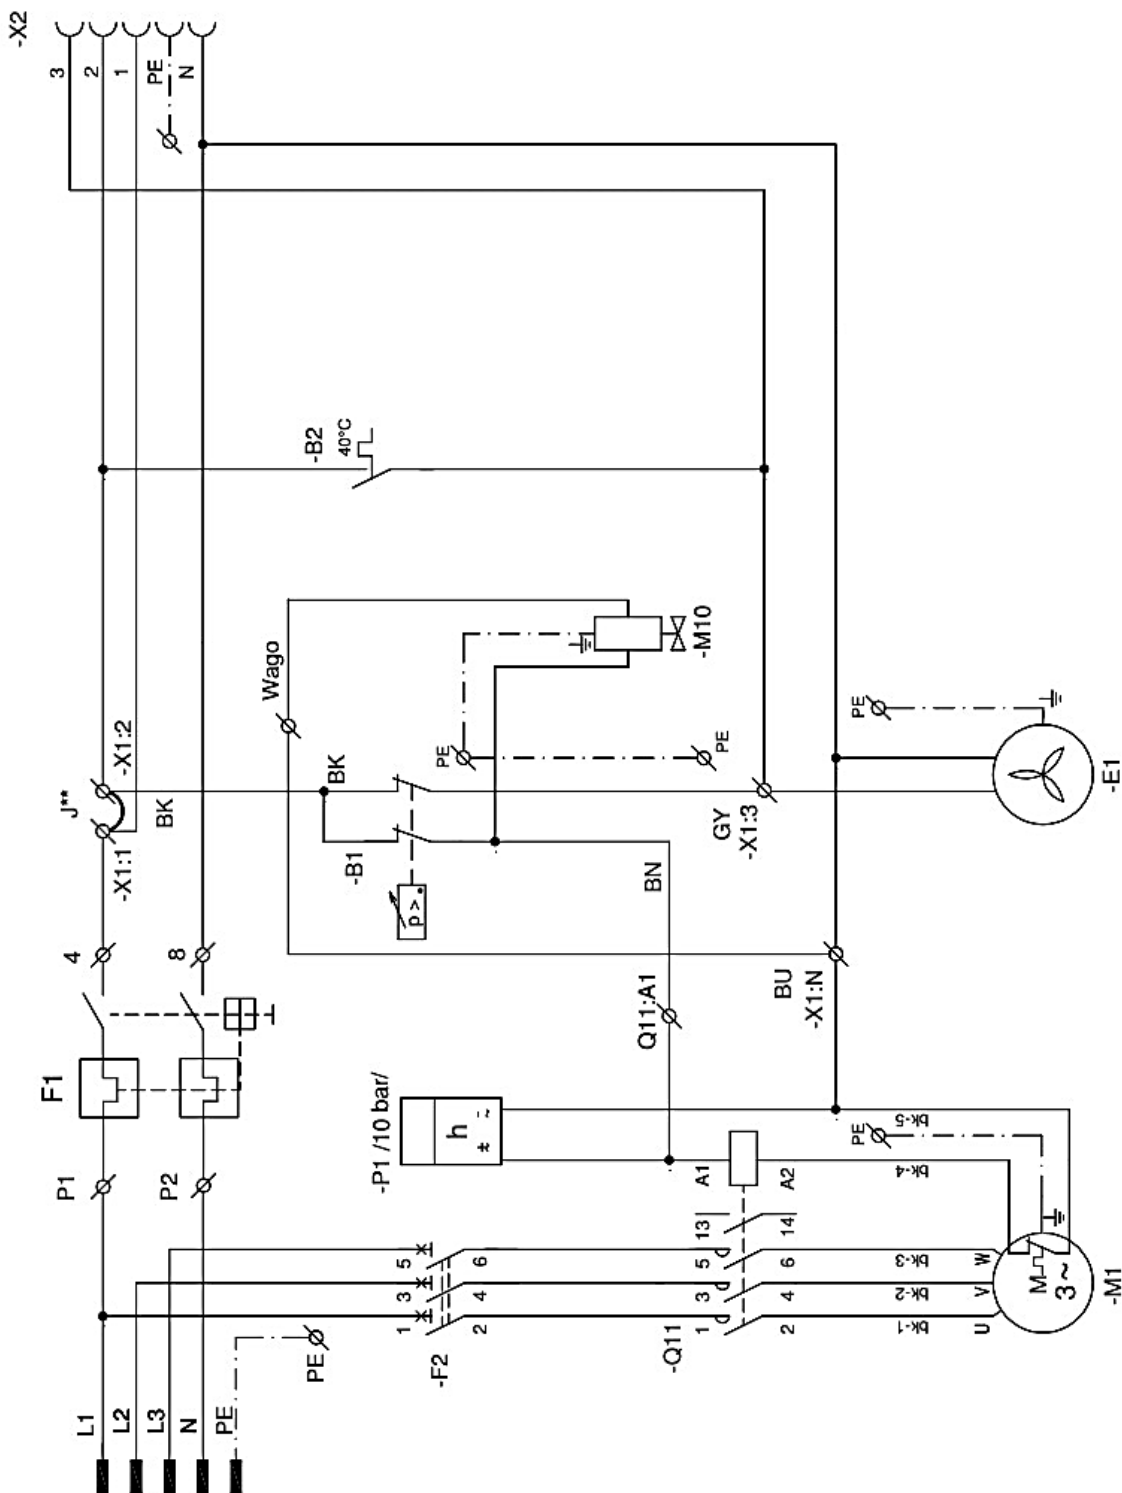 -X2
3
2
1
PE
N
-B2
40°C
Wago
-M10
J**
-X1:2
-X1:1
BK
BK
PE
PE
PE
-B1
p >
GY
-X1:3
-E1
BN
4
8
F1
Q11:A1
BU
-X1:N
-P1 /10 bar/
h
P1
P2
A1
A2
bk-5
bk-4
PE
13
14
5
6
5
6
bk-3
W
3
4
3
4
bk-2
V
1
2
1
2
bk-1
U
M
3 ~
-M1
-F2
-Q11
PE
L1
L2
L3
N
PE